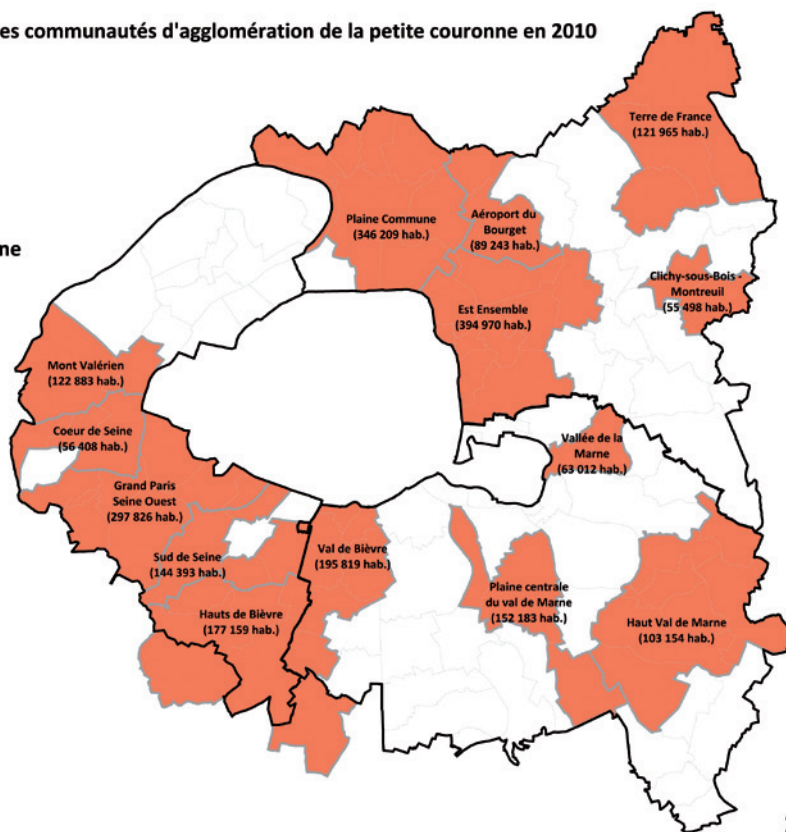 es communautés d'agglomération de la petite couronne en 2010
Terre de France
(121 965 hab.)
Plaine Commune
(346 209 hab.)
Aéroport du
Bourget
(89 243 hab.)
ne
Clichy-sous-Bois -
Montreuil
(55 498 hab.)
Est Ensemble
(394 970 hab.)
Mont Valérien
(122 883 hab.)
Coeur de Seine
(56 408 hab.)
Vallée de la
Marne
(63 012 hab.)
Grand Paris
Seine Ouest
(297 826 hab.)
Sud de Seine
(144 393 hab.)
Val de Bièvre
(195 819 hab.)
Plaine centrale
du val de Marne
(152 183 hab.)
Hauts de Bièvre
(177 159 hab.)
Haut Val de Marne
(103 154 hab.)